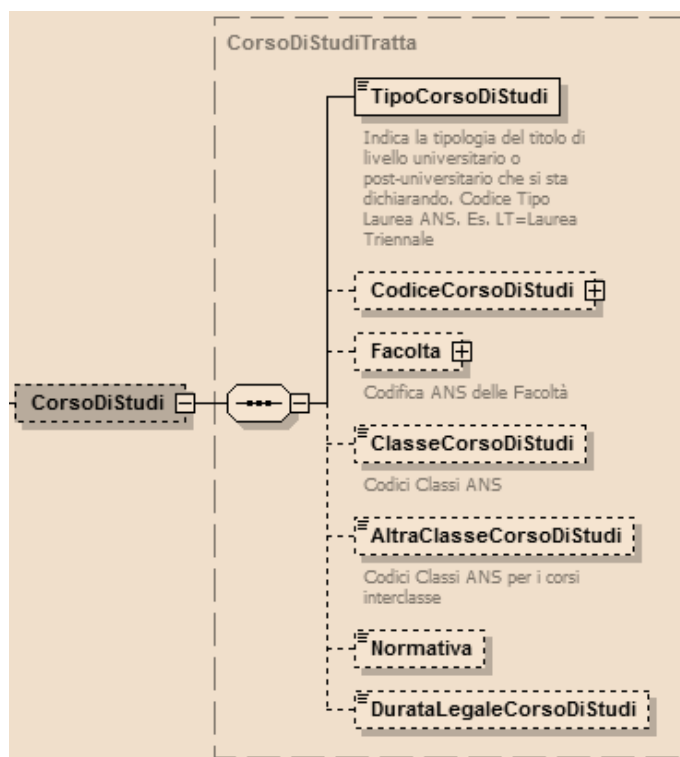 CorsoDiStudiTratta
TipoCorsoDiStudi
Indica la tipologia del titolo di
livello universitario o
post-universitario che si sta
dichiarando. Codice Tipo
Laurea ANS. Es. LT=Laurea
Triennale
CodiceCorsoDiStudi
Facolta
Codifica ANS delle Facoltà
CorsoDiStudi
ClasseCorsoDiStudi
Codici Classi ANS
AltraClasseCorsoDiStudi
Codici Classi ANS per i corsi
interclasse
Normativa
DurataLegaleCorsoDiStudi